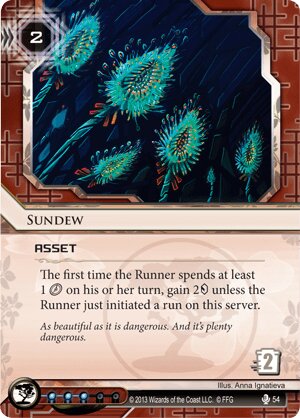 2
SUNDEW
ASSET
The first time the Runner spends at least
1 on his or her turn, gain 2 unless the
Runner just initiated a run on this server.
As beautiful as it is dangerous. And it's plenty
dangerous.
2
Illus. Anna Ignatieva
© 2013 Wizards of the Coast LLC. © FFG
54